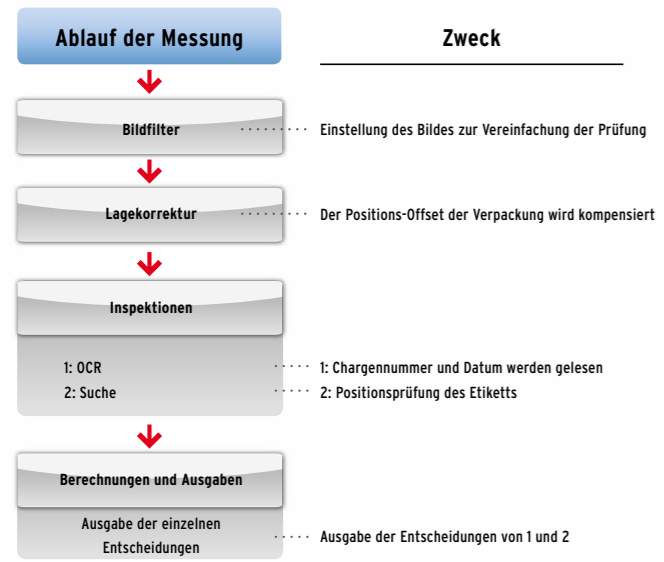 Ablauf der Messung
Zweck
Bildfilter
Einstellung des Bildes zur Vereinfachung der Prüfung
Lagekorrektur
Der Positions-Offset der Verpackung wird kompensiert
Inspektionen
1: OCR
1: Chargennummer und Datum werden gelesen
2: Suche
2: Positionsprüfung des Etiketts
Berechnungen und Ausgaben
Ausgabe der einzelnen
Entscheidungen
Ausgabe der Entscheidungen von 1 und 2